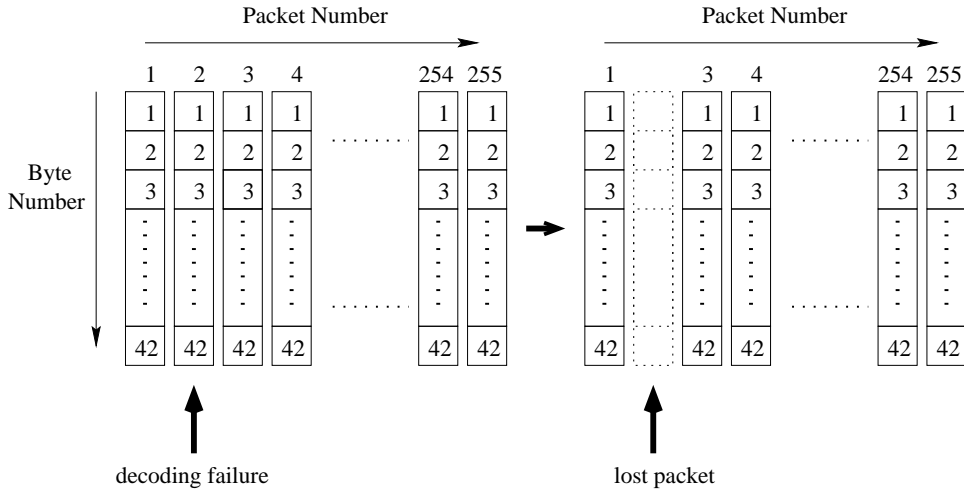 Packet Number Packet Number
1 2 3 4 254 255 1 3 4 254 255
1 1 1 1 1 1 1 1 1 1 1
2 2 2 2 ........ 2 2 2 2 2 ........ 2 2
Byte
Number
3 3 3 3 3 3 3 3 3 3 3
42 42 42 42 42 42 42 42 42 42 42
decoding failure lost packet